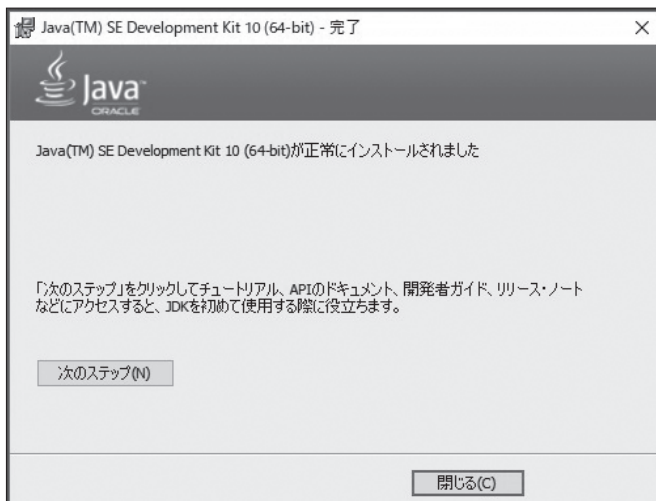 Java(TM) SE Development Kit 10 (64-bit) - 完了
Java™
ORACLE
Java(TM) SE Development Kit 10 (64-bit)が正常にインストールされました
「次のステップ」をクリックしてチュートリアル、APIのドキュメント、開発者ガイド、リリース・ノート
などにアクセスすると、JDKを初めて使用する際に役立ちます。
次のステップ(N)
閉じる(C)